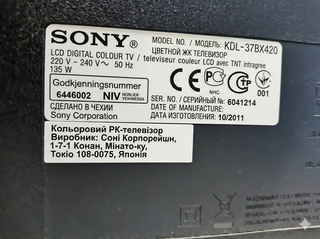 SONY
MODEL NO. / МОДЕЛЬ: KDL-37BX420
LCD DIGITAL COLOUR TV / televiseur couleur LCD avec TNT intragree
ЦВЕТНОЙ ЖК ТЕЛЕВИЗОР
220 V - 240 V ~ 50 Hz
135 W
Godkjenningsnummer
6446002 NIV
001
SER. NO. / СЕРИЙНЫЙ №: 6041214
СДЕЛАНО В ЧЕХИИ
Sony Corporation
DATE OF MANUFACTURE
ДАТА ИЗГОТОВЛЕНИЯ: 10/2011
Кольоровий РК-телевізор
Виробник: Соні Корпорейшн,
1-7-1 Конан, Мінато-ку,
Токіо 108-0075, Японія